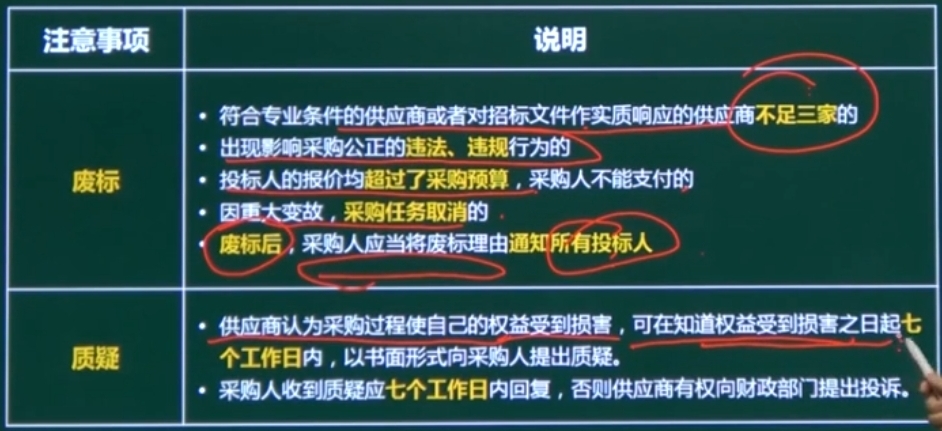 注意事项 说明
废标
• 符合专业条件的供应商或者对招标文件作实质响应的供应商不足三家的
• 出现影响采购公正的违法、违规行为的
• 投标人的报价均超过了采购预算，采购人不能支付的
• 因重大变故，采购任务取消的
• 废标后，采购人应当将废标理由通知所有投标人
质疑
• 供应商认为采购过程使自己的权益受到损害，可在知道权益受到损害之日起七
个工作日内，以书面形式向采购人提出质疑。
• 采购人收到质疑应七个工作日内回复，否则供应商有权向财政部门提出投诉。